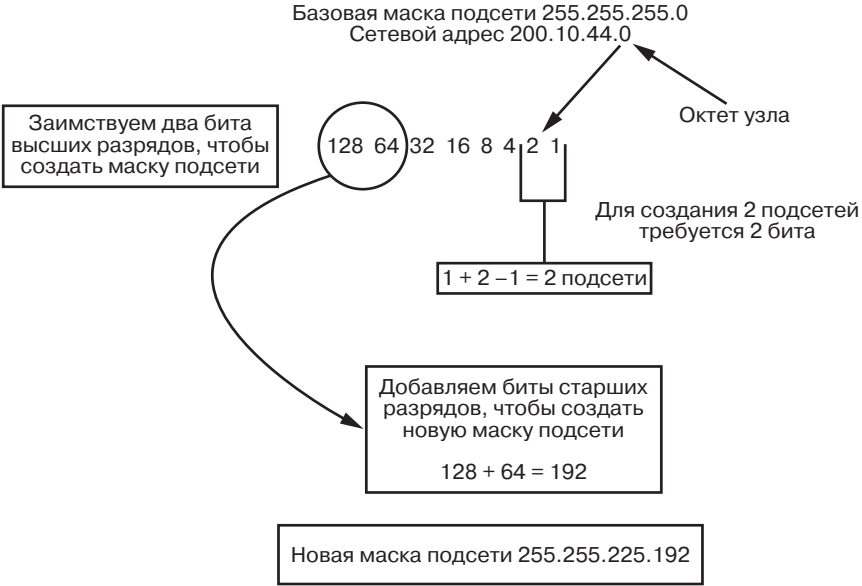 Базовая маска подсети 255.255.255.0
Сетевой адрес 200.10.44.0
Октет узла
Заимствуем два бита
высших разрядов, чтобы
создать маску подсети
128 64 32 16 8 4 2 1
Для создания 2 подсетей
требуется 2 бита
1 + 2 – 1 = 2 подсети
Добавляем биты старших
разрядов, чтобы создать
новую маску подсети
128 + 64 = 192
Новая маска подсети 255.255.225.192